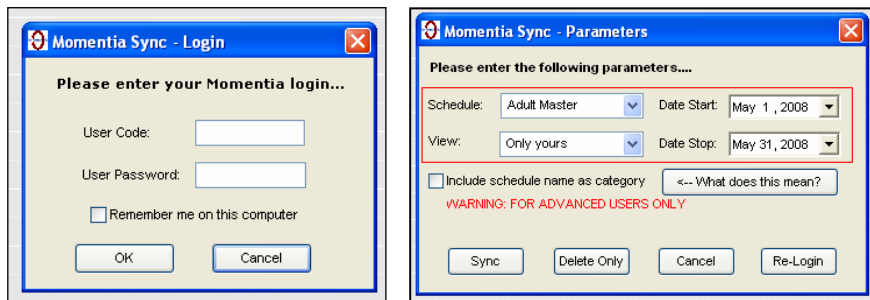 Momentia Sync - Login
Please enter your Momentia login...
User Code:
User Password:
Remember me on this computer
OK Cancel
Momentia Sync - Parameters
Please enter the following parameters....
Schedule: Adult Master Date Start: May 1 , 2008
View: Only yours Date Stop: May 31, 2008
Include schedule name as category <-- What does this mean?
WARNING: FOR ADVANCED USERS ONLY
Sync Delete Only Cancel Re-Login